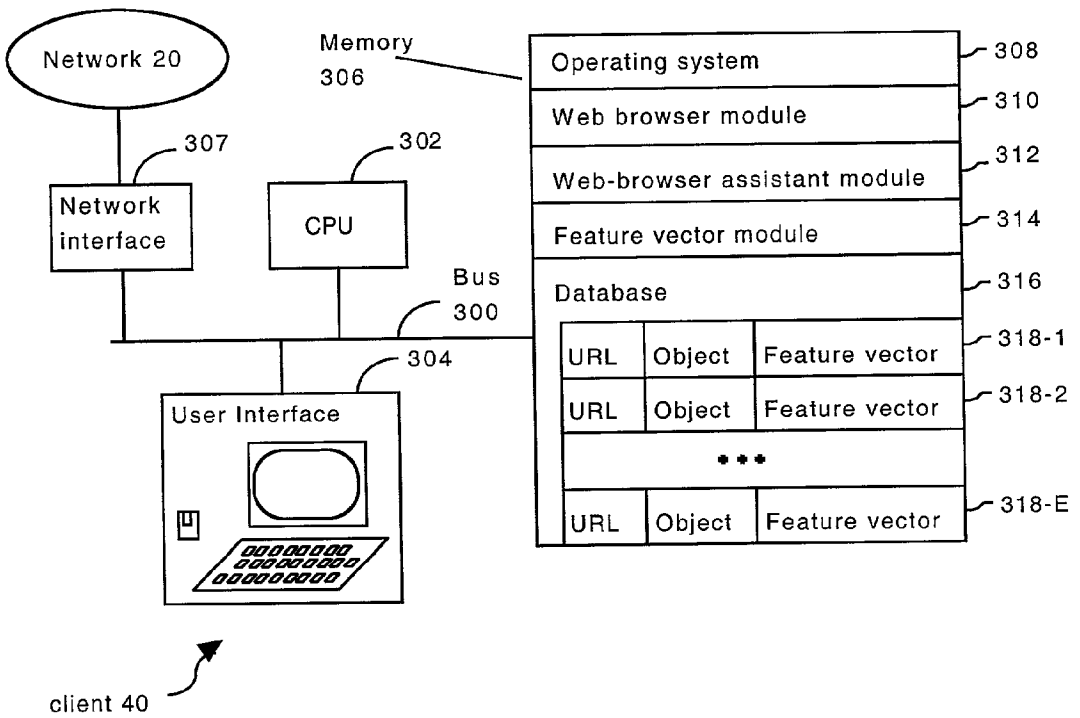 Network 20
Memory
306
Operating system
308
Web browser module
310
Web-browser assistant module
312
Feature vector module
314
Database
316
URL Object Feature vector
318-1
URL Object Feature vector
318-2
•••
URL Object Feature vector
318-E
307
Network
interface
302
CPU
Bus
300
304
User Interface
client 40